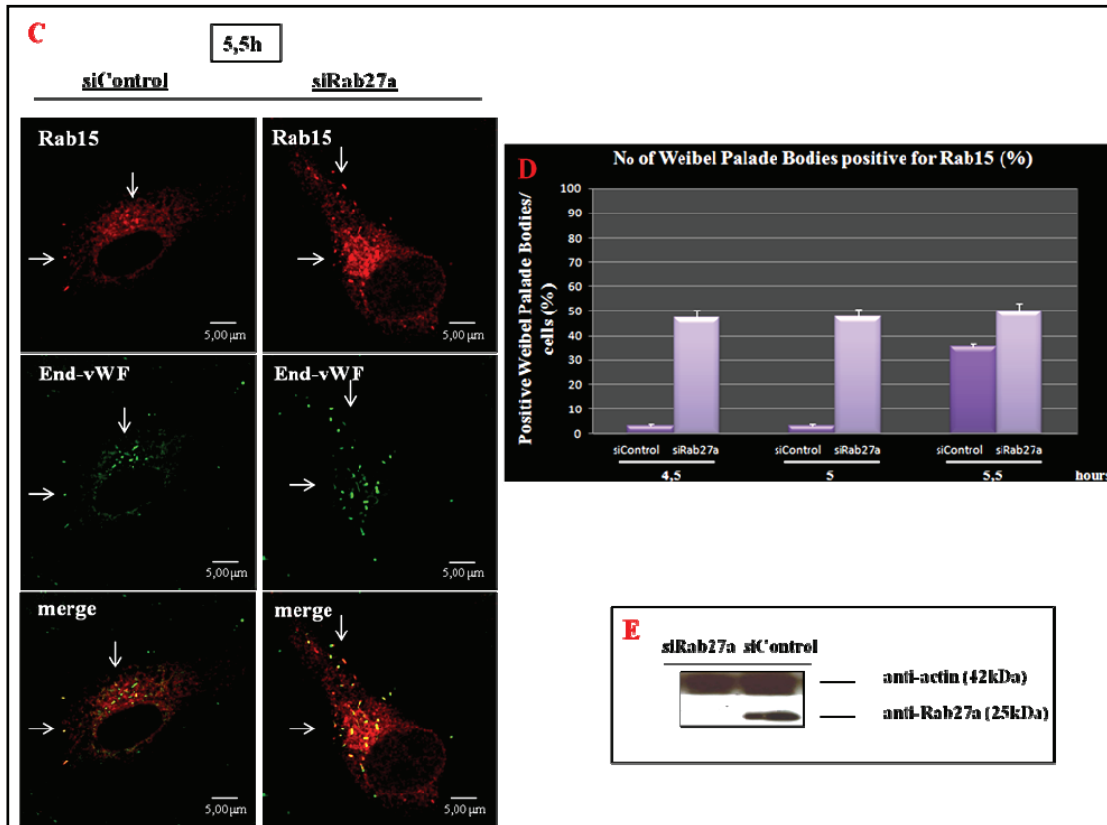 C
5,5h
siControl siRab27a
Rab15 Rab15
5,00 µm 5,00 µm
End-vWF End-vWF
5,00 µm 5,00 µm
merge merge
5,00 µm 5,00 µm
D
No of Weibel Palade Bodies positive for Rab15 (%)
Positive Weibel Palade Bodies/
cells (%)
100
90
80
70
60
50
40
30
20
10
0
siControl siRab27a siControl siRab27a siControl siRab27a
4,5 5 5,5 hours
E
siRab27a siControl
anti-actin (42kDa)
anti-Rab27a (25kDa)